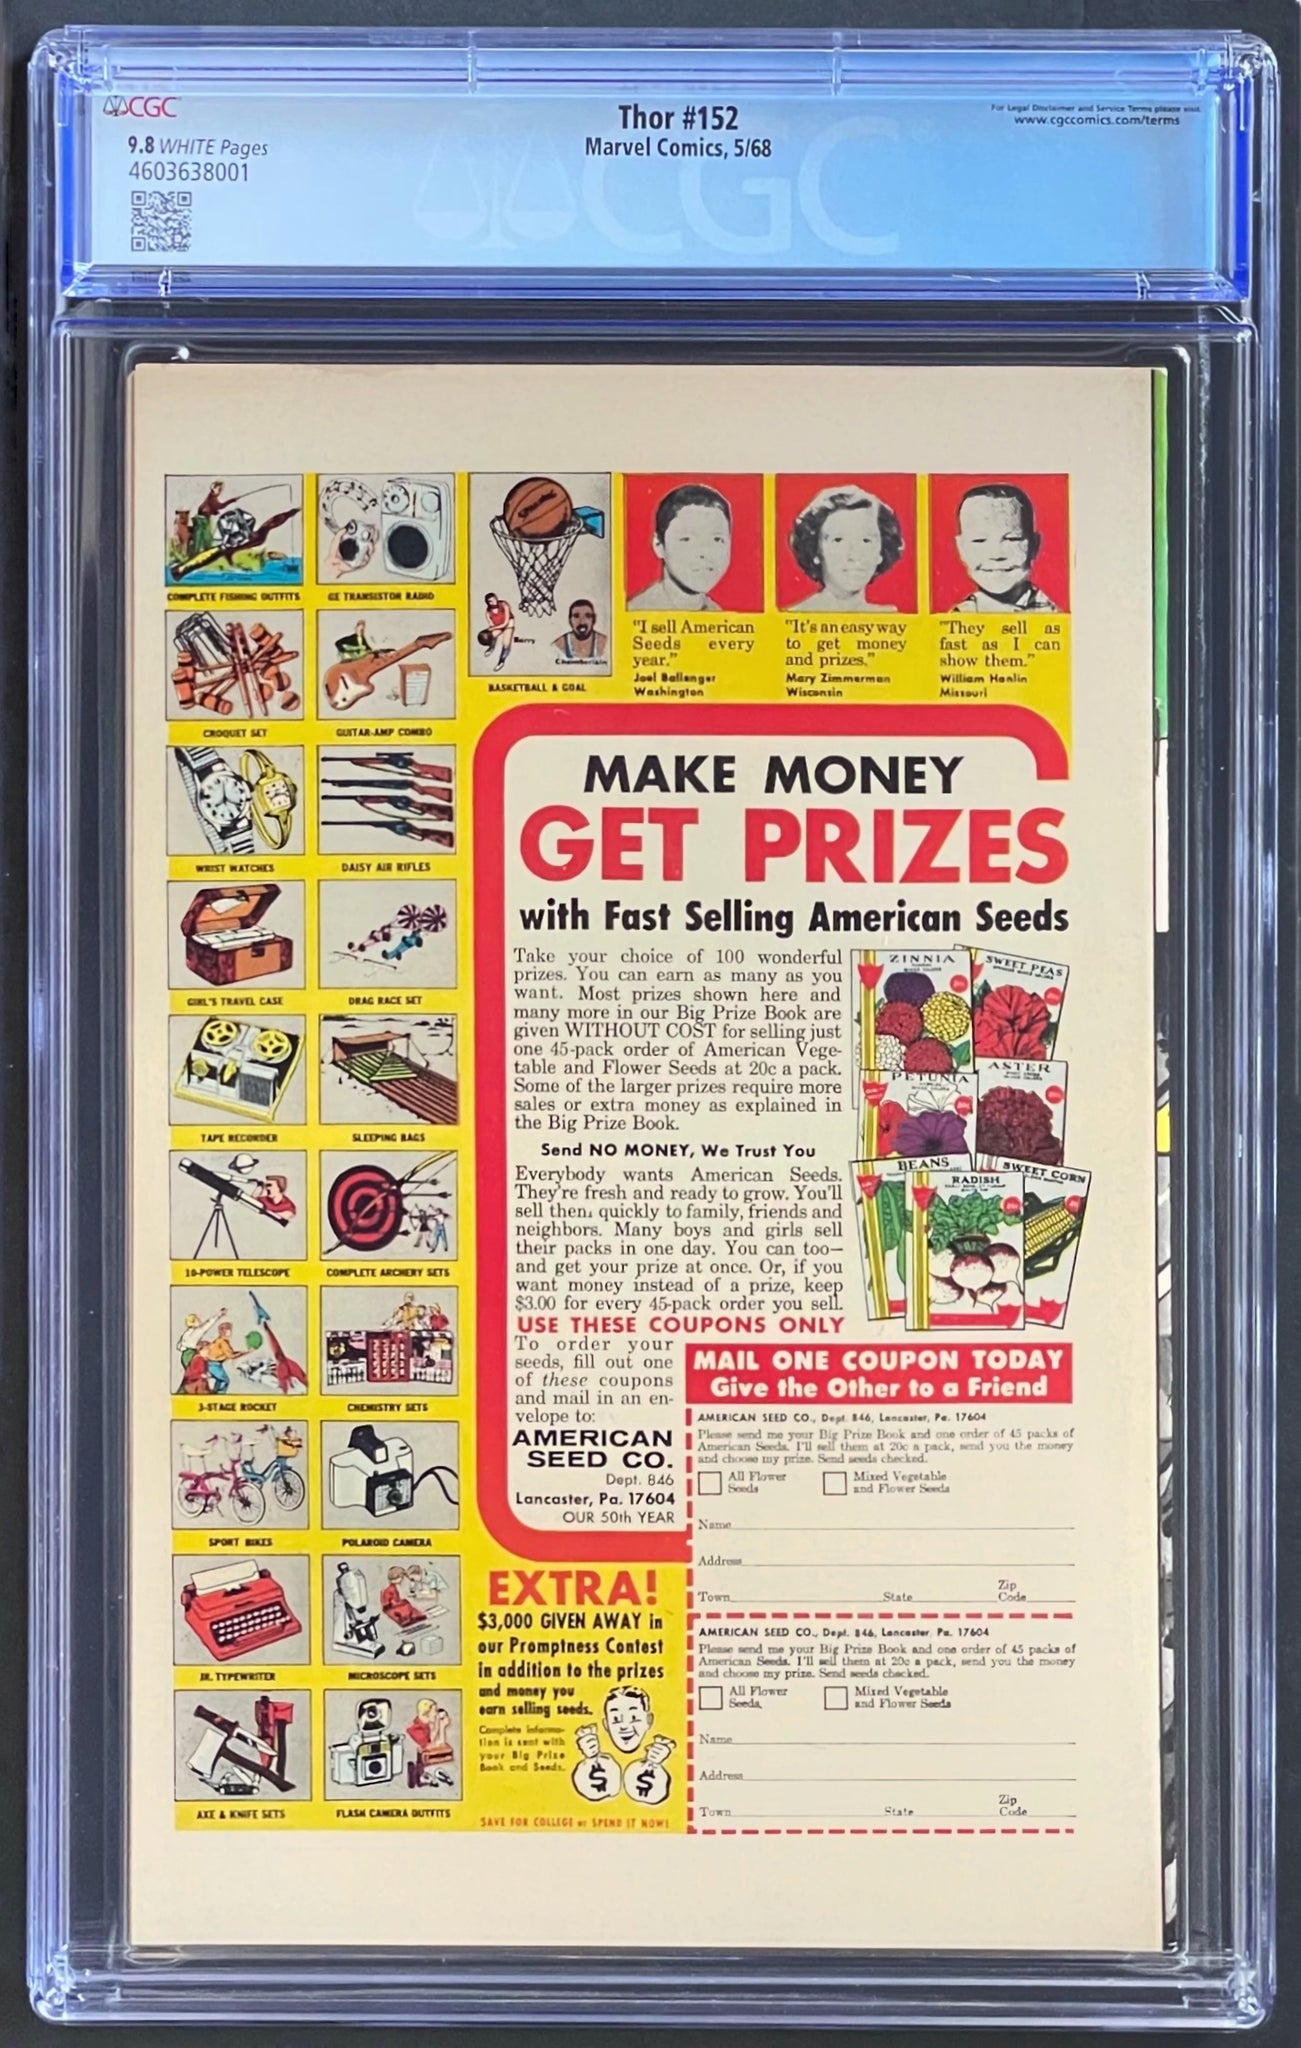 CGC
9.8 WHITE Pages
4603638001
Thor #152
Marvel Comics, 5/68
For Legal Disclaimer and Service Terms please visit
www.cgccomics.com/terms
CGC
COMPLETE FISHING OUTFITS
GE TRANSISTOR RADIO
Barry
Chamberlain
BASKETBALL & GOAL
"I sell American
Seeds every
year."
Joel Ballenger
Washington
"It's an easy way
to get money
and prizes."
Mary Zimmerman
Wisconsin
"They sell as
fast as I can
show them."
William Hanlin
Missouri
CROQUET SET
GUITAR-AMP COMBO
WRIST WATCHES
DAISY AIR RIFLES
GIRL'S TRAVEL CASE
DRAG RACE SET
TAPE RECORDER
SLEEPING BAGS
10-POWER TELESCOPE
COMPLETE ARCHERY SETS
3-STAGE ROCKET
CHEMISTRY SETS
SPORT BIKES
POLAROID CAMERA
JR. TYPEWRITER
MICROSCOPE SETS
AXE & KNIFE SETS
FLASH CAMERA OUTFITS
MAKE MONEY
GET PRIZES
with Fast Selling American Seeds
Take your choice of 100 wonderful
prizes. You can earn as many as you
want. Most prizes shown here and
many more in our Big Prize Book are
given WITHOUT COST for selling just
one 45-pack order of American Vege-
table and Flower Seeds at 20c a pack.
Some of the larger prizes require more
sales or extra money as explained in
the Big Prize Book.
Send NO MONEY, We Trust You
Everybody wants American Seeds.
They're fresh and ready to grow. You'll
sell them quickly to family, friends and
neighbors. Many boys and girls sell
their packs in one day. You can too—
and get your prize at once. Or, if you
want money instead of a prize, keep
$3.00 for every 45-pack order you sell.
USE THESE COUPONS ONLY
To order your
seeds, fill out one
of these coupons
and mail in an en-
velope to:
AMERICAN
SEED CO.
Dept. 846
Lancaster, Pa. 17604
OUR 50th YEAR
ZINNIA
SWEET PEAS
PETUNIA
ASTER
BEANS
RADISH
SWEET CORN
MAIL ONE COUPON TODAY
Give the Other to a Friend
AMERICAN SEED CO., Dept. 846, Lancaster, Pa. 17604
Please send me your Big Prize Book and one order of 45 packs of
American Seeds. I'll sell them at 20c a pack, send you the money
and choose my prize. Send seeds checked.
All Flower
Seeds
Mixed Vegetable
and Flower Seeds
Name
Address
Town State Zip
Code
AMERICAN SEED CO., Dept. 846, Lancaster, Pa. 17604
Please send me your Big Prize Book and one order of 45 packs of
American Seeds. I'll sell them at 20c a pack, send you the money
and choose my prize. Send seeds checked.
All Flower
Seeds
Mixed Vegetable
and Flower Seeds
Name
Address
Town State Zip
Code
EXTRA!
$3,000 GIVEN AWAY in
our Promptness Contest
in addition to the prizes
and money you
earn selling seeds.
Complete informa-
tion is sent with
your Big Prize
Book and Seeds.
$ $
SAVE FOR COLLEGE or SPEND IT NOW!